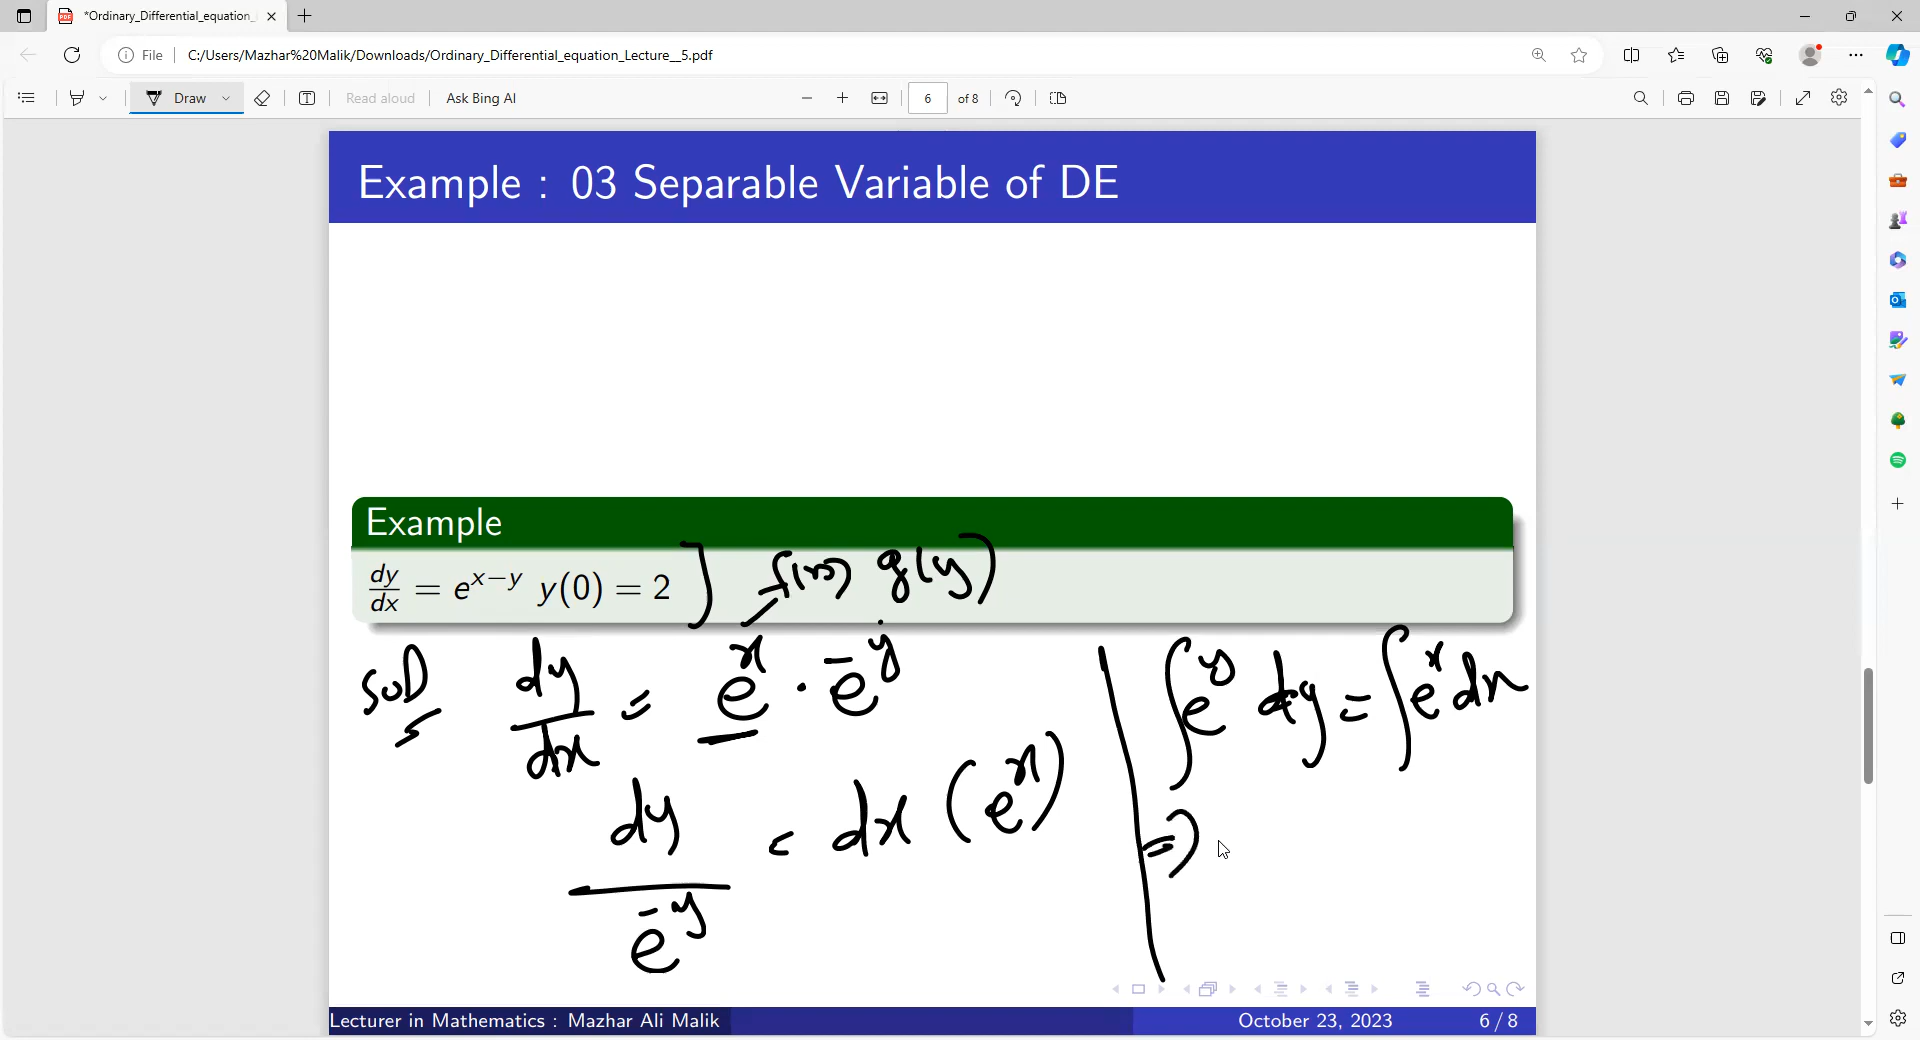 *Ordinary_Differential_equation_
File C:/Users/Mazhar%20Malik/Downloads/Ordinary_Differential_equation_Lecture__5.pdf
Draw Read aloud Ask Bing AI 6 of 8
Example : 03 Separable Variable of DE
Example
dy/dx = e^{x−y} y(0) = 2 ] f(x) g(y)
Sol dy/dx = e^x · e^{-y}
dy/e^{-y} = dx (e^x)
∫e^y dy = ∫e^x dx
⇒
Lecturer in Mathematics : Mazhar Ali Malik October 23, 2023 6 / 8